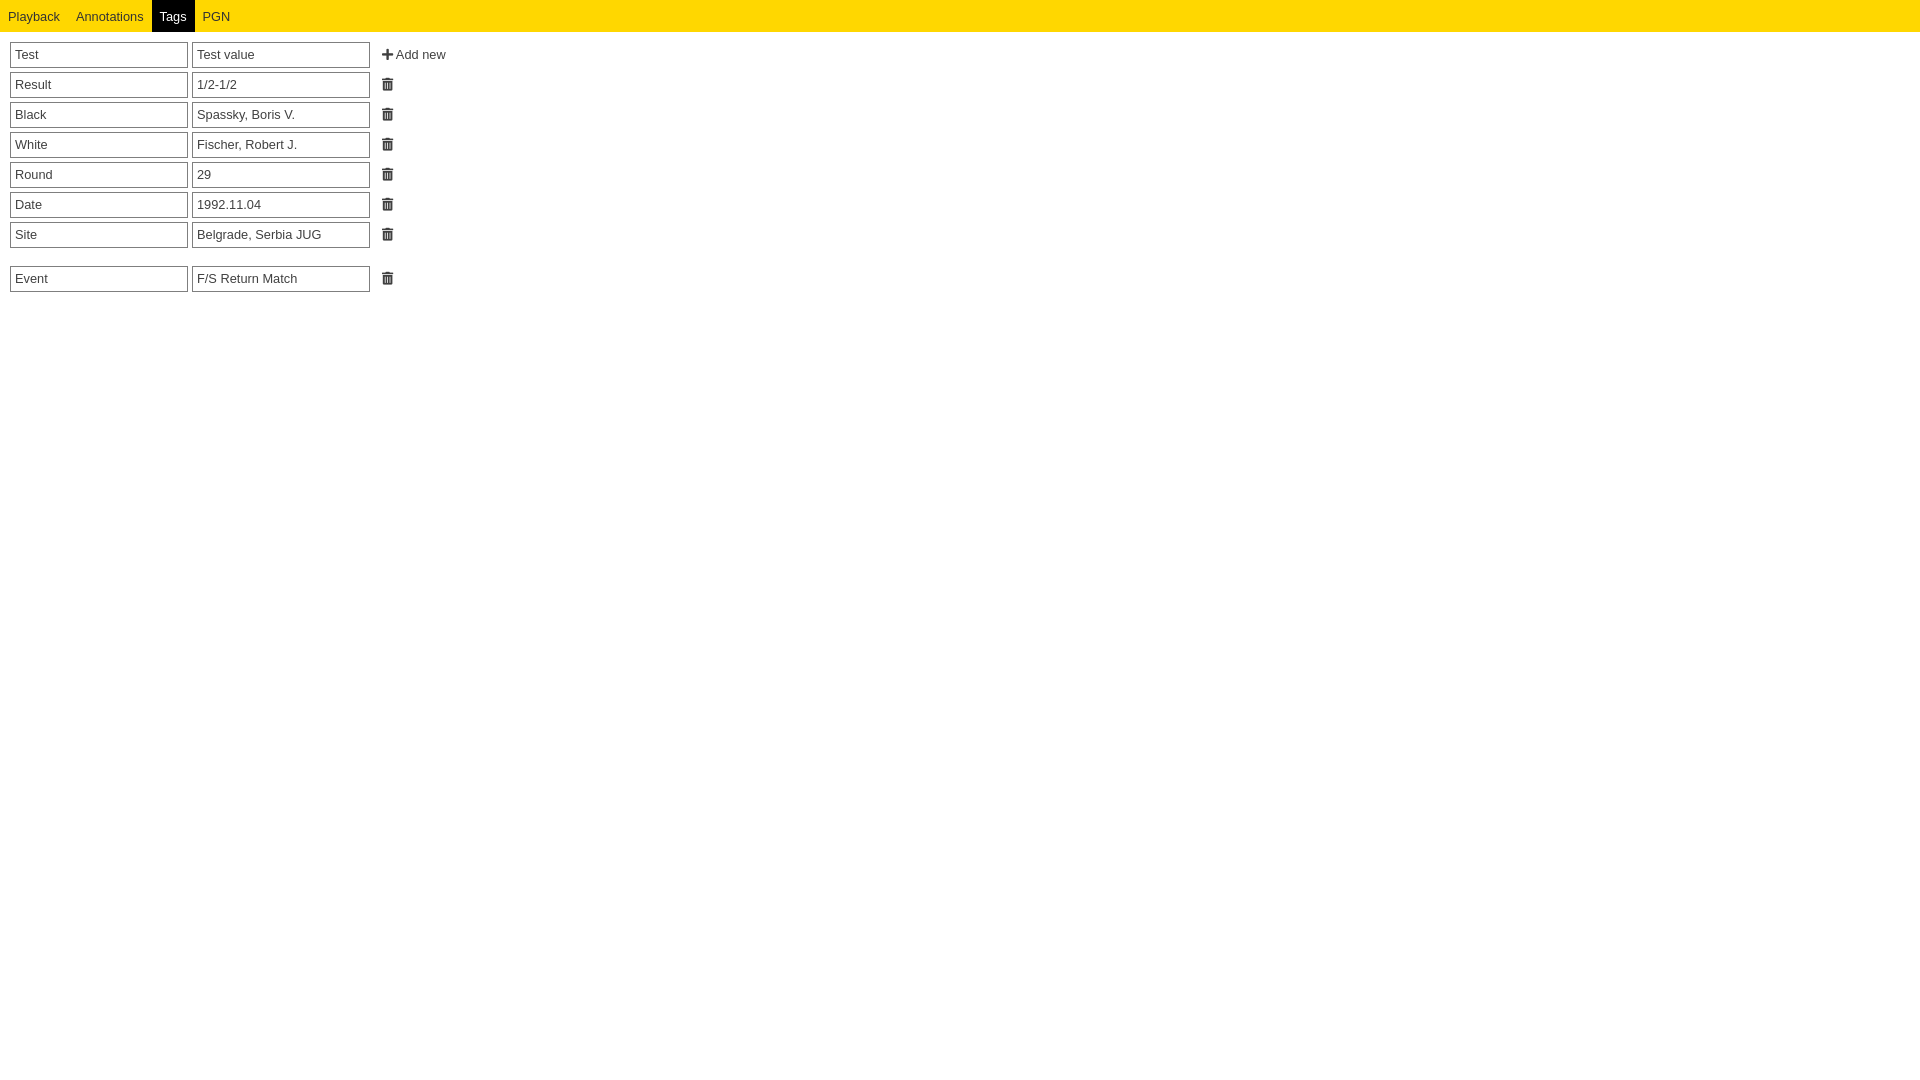 Playback Annotations Tags PGN
Test Test value Add new
Result 1/2-1/2
Black Spassky, Boris V.
White Fischer, Robert J.
Round 29
Date 1992.11.04
Site Belgrade, Serbia JUG
Event F/S Return Match